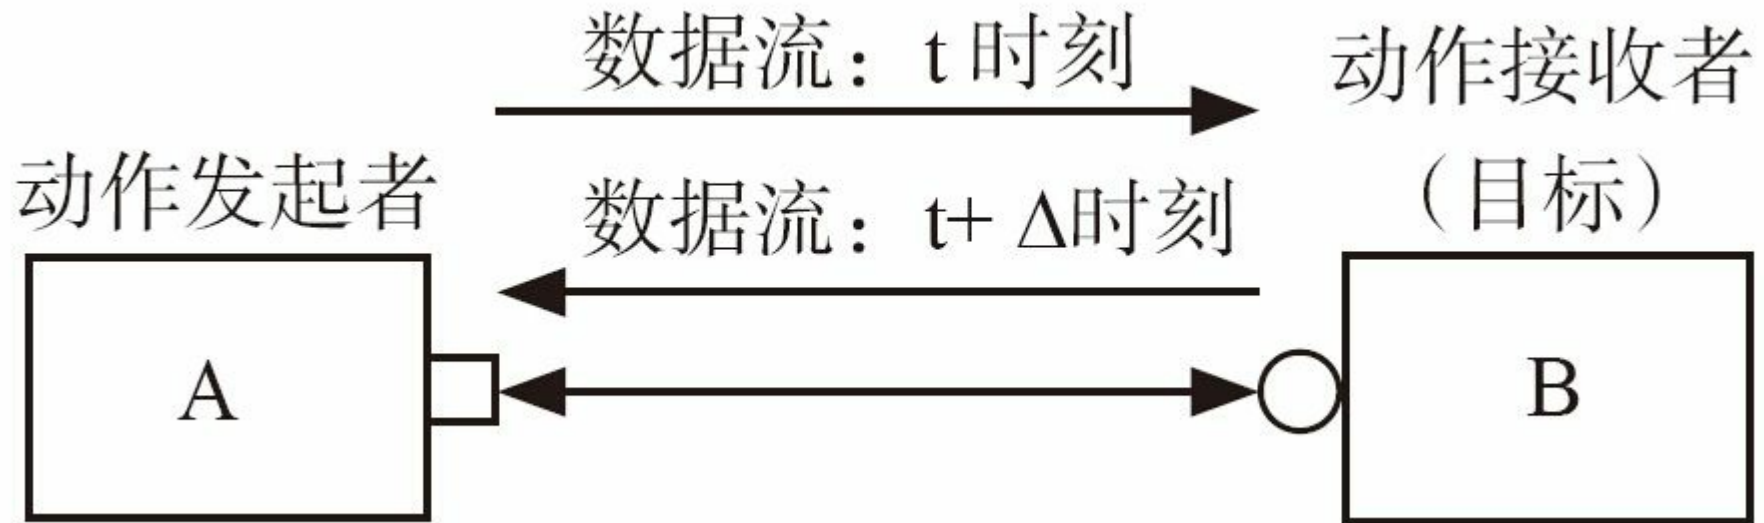 数据流：t 时刻
动作接收者
（目标）
动作发起者
数据流：t+ Δ时刻
A
B